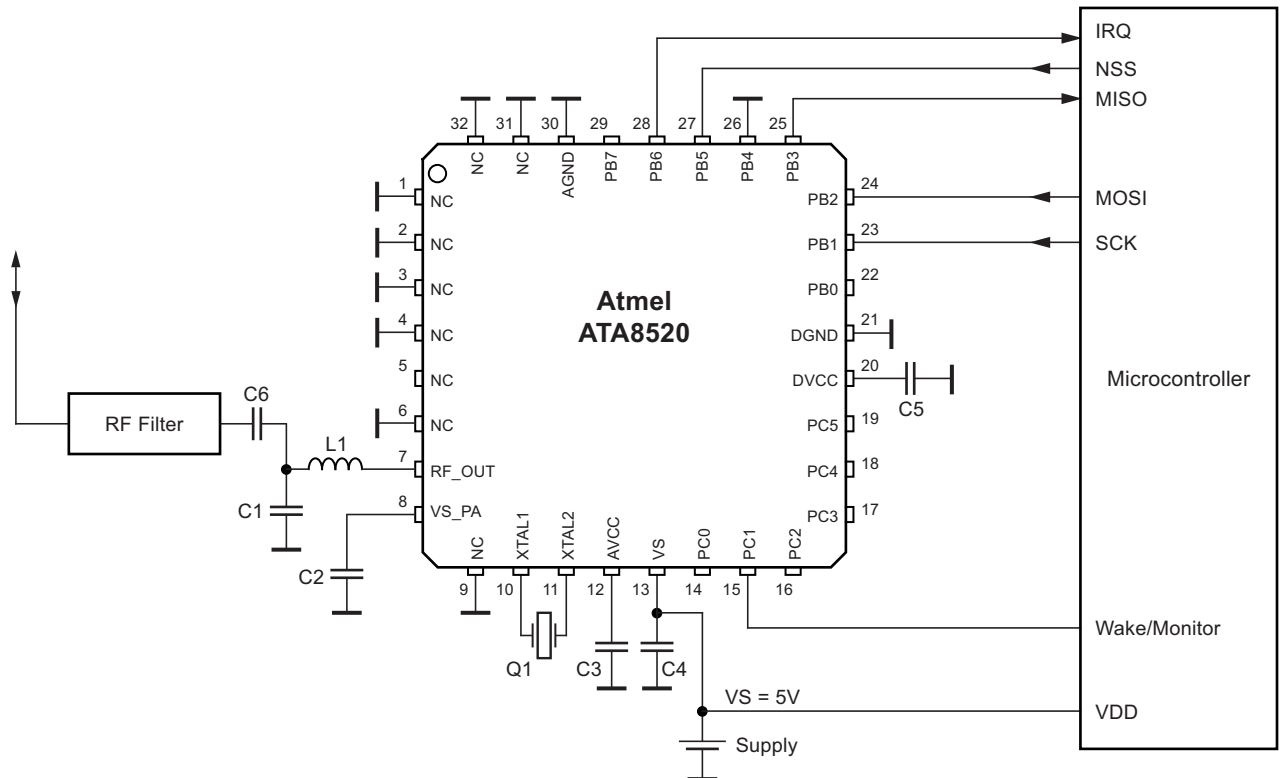 IRQ
NSS
MISO
32 31 30 29 28 27 26 25
NC NC AGND PB7 PB6 PB5 PB4 PB3
1 NC
PB2 24
MOSI
2 NC
PB1 23
SCK
3 NC
PB0 22
Atmel
ATA8520
4 NC
DGND 21
5 NC
DVCC 20
C5
Microcontroller
6 NC
PC5 19
C6
RF Filter
L1
7 RF_OUT
PC4 18
C1
8 VS_PA
PC3 17
C2
NC XTAL1 XTAL2 AVCC VS PC0 PC1 PC2
9 10 11 12 13 14 15 16
Wake/Monitor
Q1
C3
C4
VS = 5V
VDD
Supply